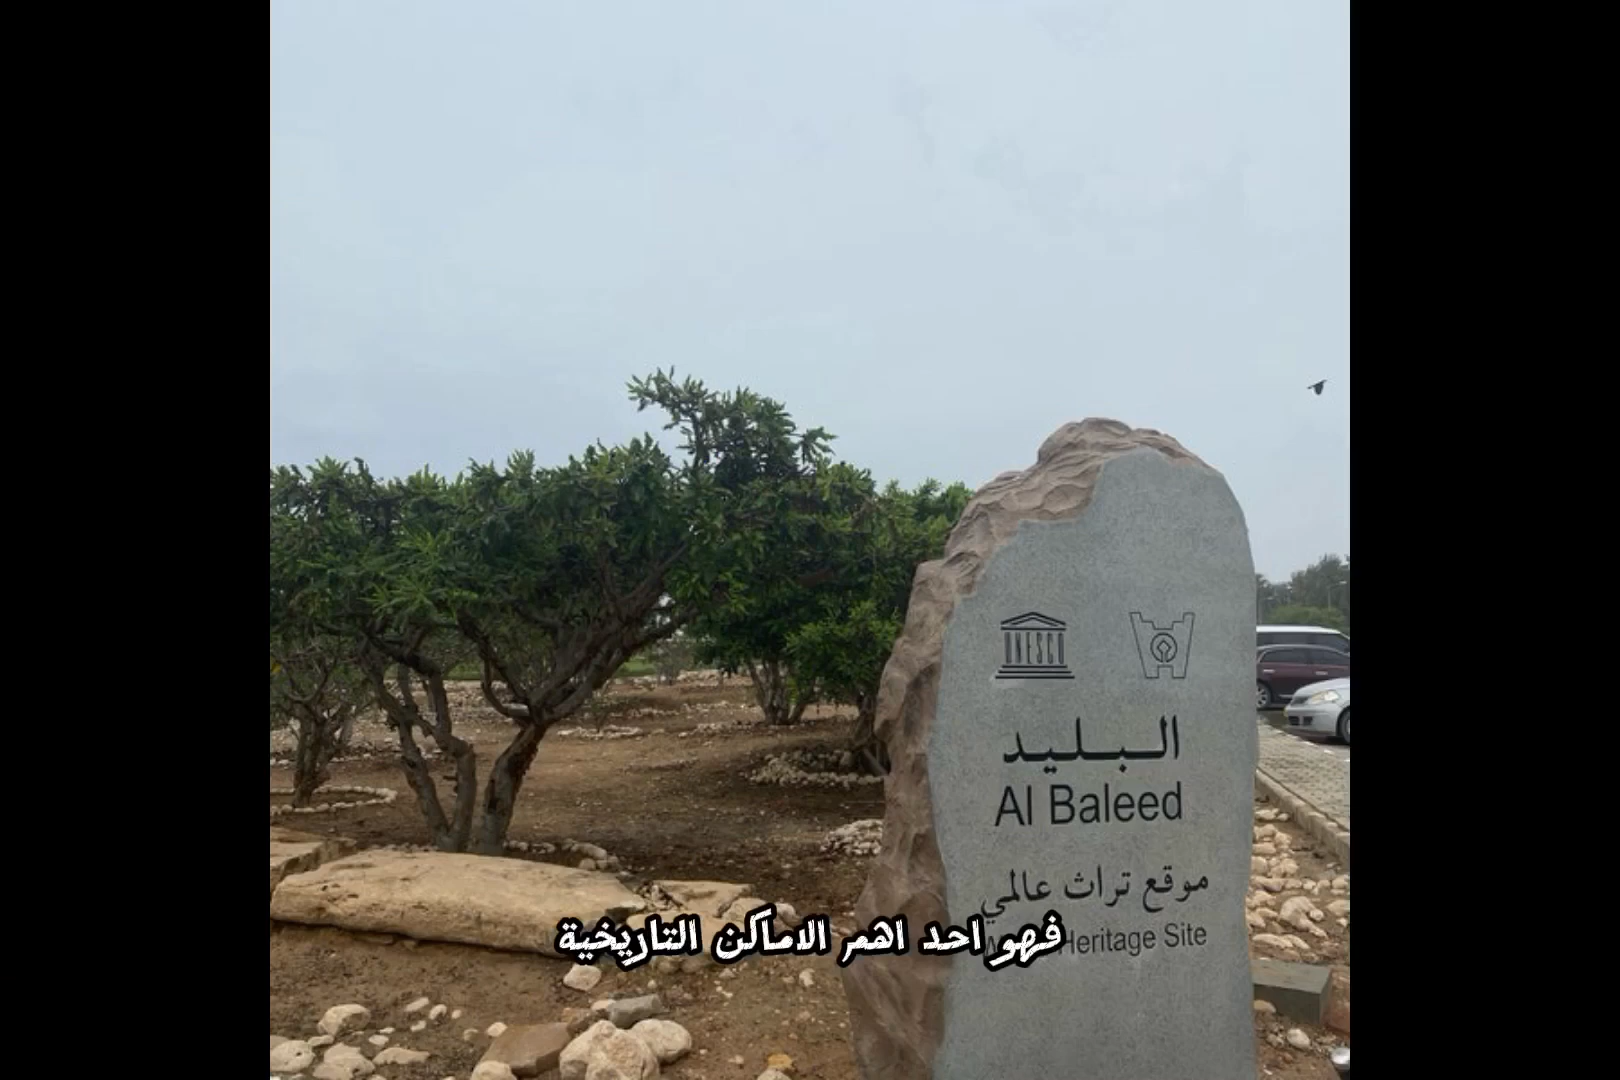 UNESCO
البليد
Al Baleed
موقع تراث عالمي
Heritage Site
فهو احد اهم الاماكن التاريخية